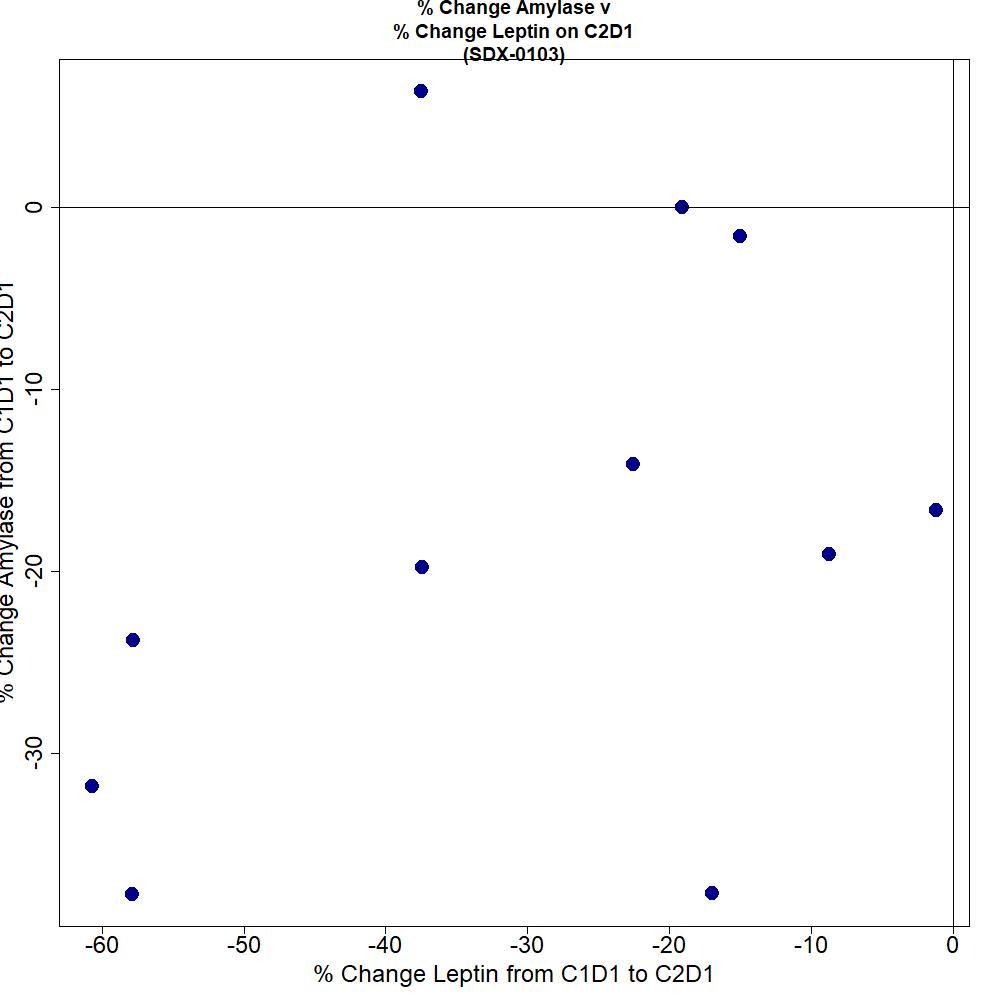 % Change Amylase v
% Change Leptin on C2D1
(SDX-0103)
% Change Amylase from C1D1 to C2D1
0
-10
-20
-30
-60
-50
-40
-30
-20
-10
0
% Change Leptin from C1D1 to C2D1